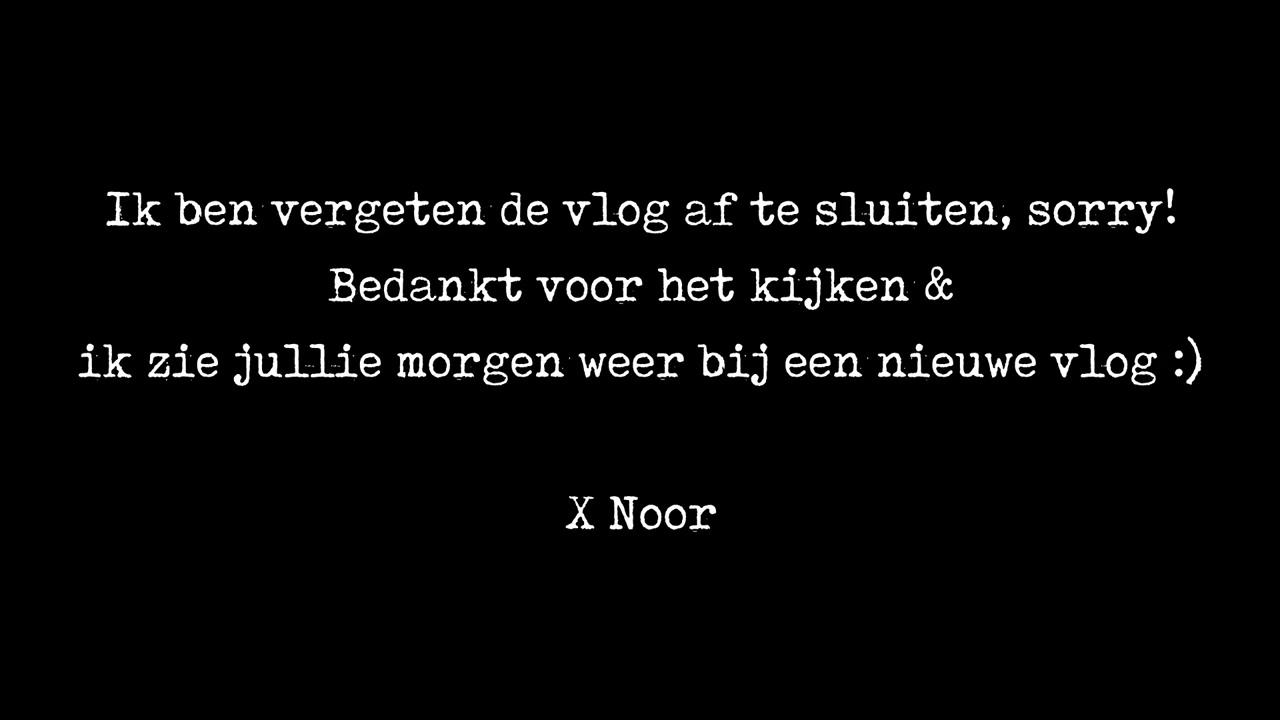 Ik ben vergeten de vlog af te sluiten, sorry!
Bedankt voor het kijken &
ik zie jullie morgen weer bij een nieuwe vlog :)
X Noor